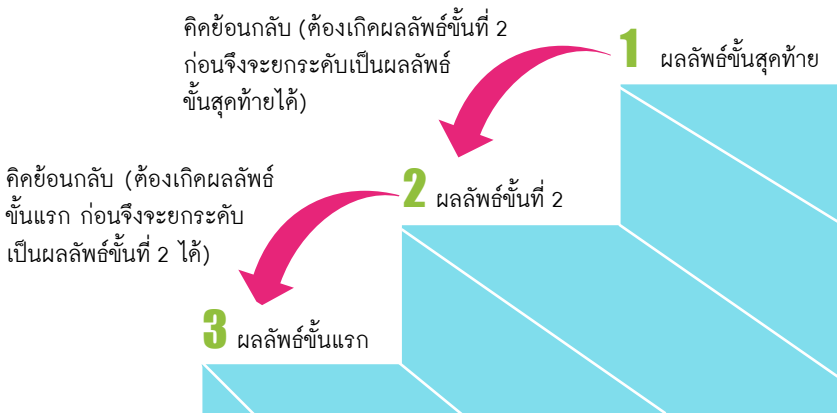 คิดย้อนกลับ (ต้องเกิดผลลัพธ์ขั้นที่ 2
ก่อนจึงจะยกระดับเป็นผลลัพธ์
ขั้นสุดท้ายได้)
1 ผลลัพธ์ขั้นสุดท้าย
คิดย้อนกลับ (ต้องเกิดผลลัพธ์
ขั้นแรก ก่อนจึงจะยกระดับ
เป็นผลลัพธ์ขั้นที่ 2 ได้)
2 ผลลัพธ์ขั้นที่ 2
3 ผลลัพธ์ขั้นแรก